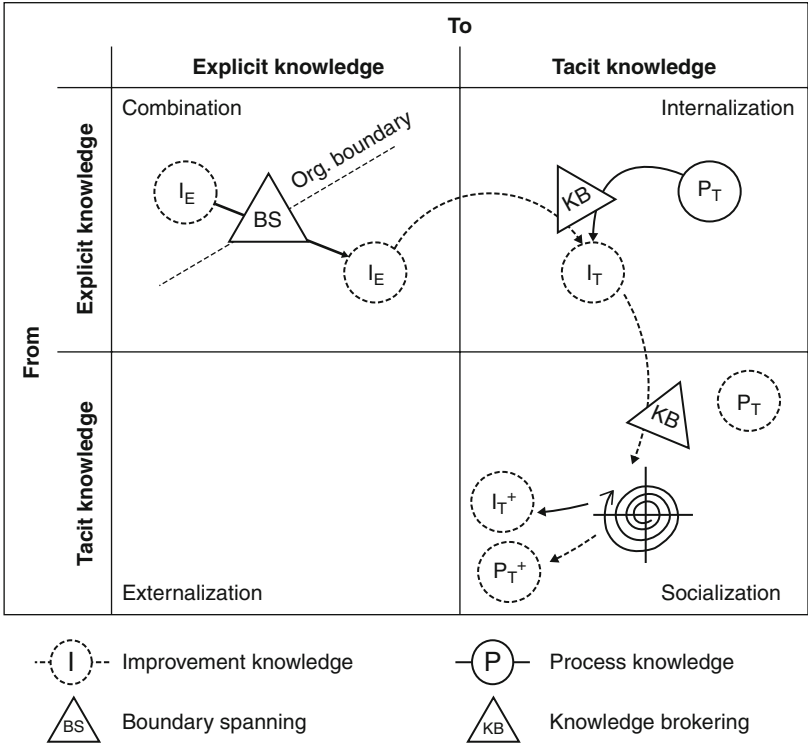 To
Explicit knowledge
Tacit knowledge
From
Explicit knowledge
Tacit knowledge
Combination
Org. boundary
I_E
BS
I_E
Internalization
KB
P_T
I_T
Externalization
KB
P_T
I_T+
P_T+
Socialization
I Improvement knowledge
P Process knowledge
BS Boundary spanning
KB Knowledge brokering